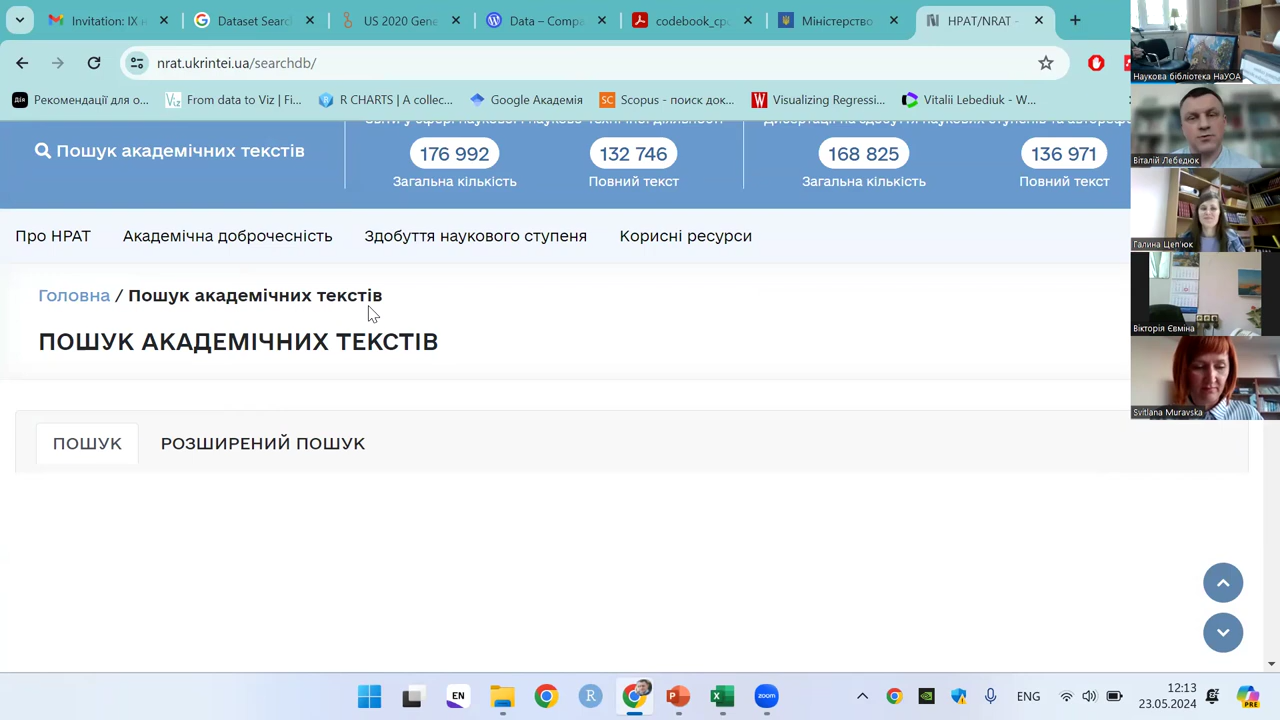 Invitation: IX н
Dataset Searc
US 2020 Gene
Data – Compa
codebook_cps
Міністерство
НРАТ/NRAT -
nrat.ukrintei.ua/searchdb/
Рекомендації для о...
From data to Viz | Fi...
R CHARTS | A collec...
Google Академія
Scopus - поиск док...
Visualizing Regressi...
Vitalii Lebediuk - W...
Пошук академічних текстів
176 992
Загальна кількість
132 746
Повний текст
168 825
Загальна кількість
136 971
Повний текст
Про НРАТ
Академічна доброчесність
Здобуття наукового ступеня
Корисні ресурси
Головна / Пошук академічних текстів
ПОШУК АКАДЕМІЧНИХ ТЕКСТІВ
ПОШУК
РОЗШИРЕНИЙ ПОШУК
Наукова бібліотека НаУОА
Віталій Лебедюк
Галина Цеп'юк
Вікторія Євміна
Svitlana Muravska
EN
ENG
12:13
23.05.2024
PRE